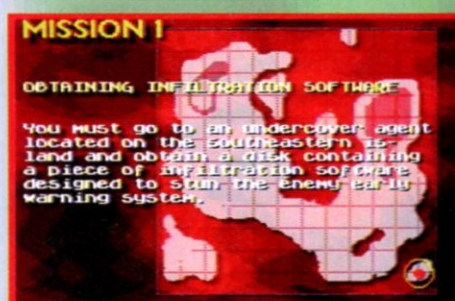 MISSION 1
OBTAINING INFILTRATION SOFTWARE
You must go to an undercover agent
located on the southeastern is-
land and obtain a disk containing
a piece of infiltration software
designed to stun the enemy early
warning system.